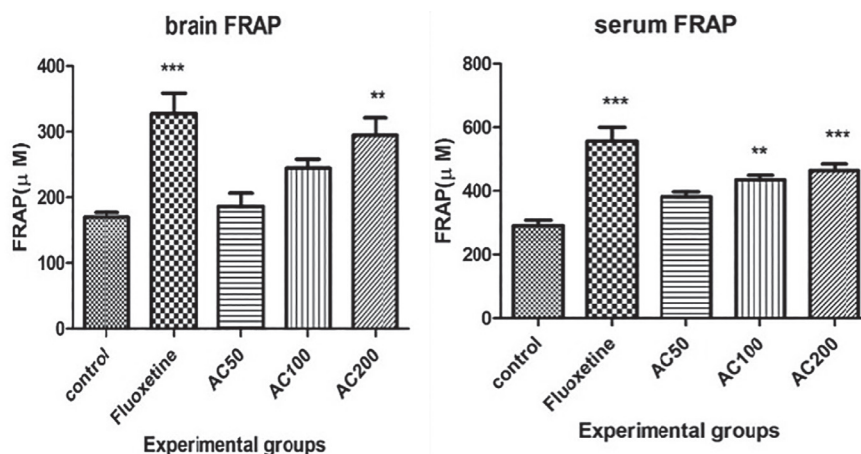 brain FRAP
400
300
200
100
0
FRAP(μ M)
***
**
control
Fluoxetine
AC50
AC100
AC200
Experimental groups
serum FRAP
800
600
400
200
0
FRAP(μ M)
***
**
***
control
Fluoxetine
AC50
AC100
AC200
Experimental groups